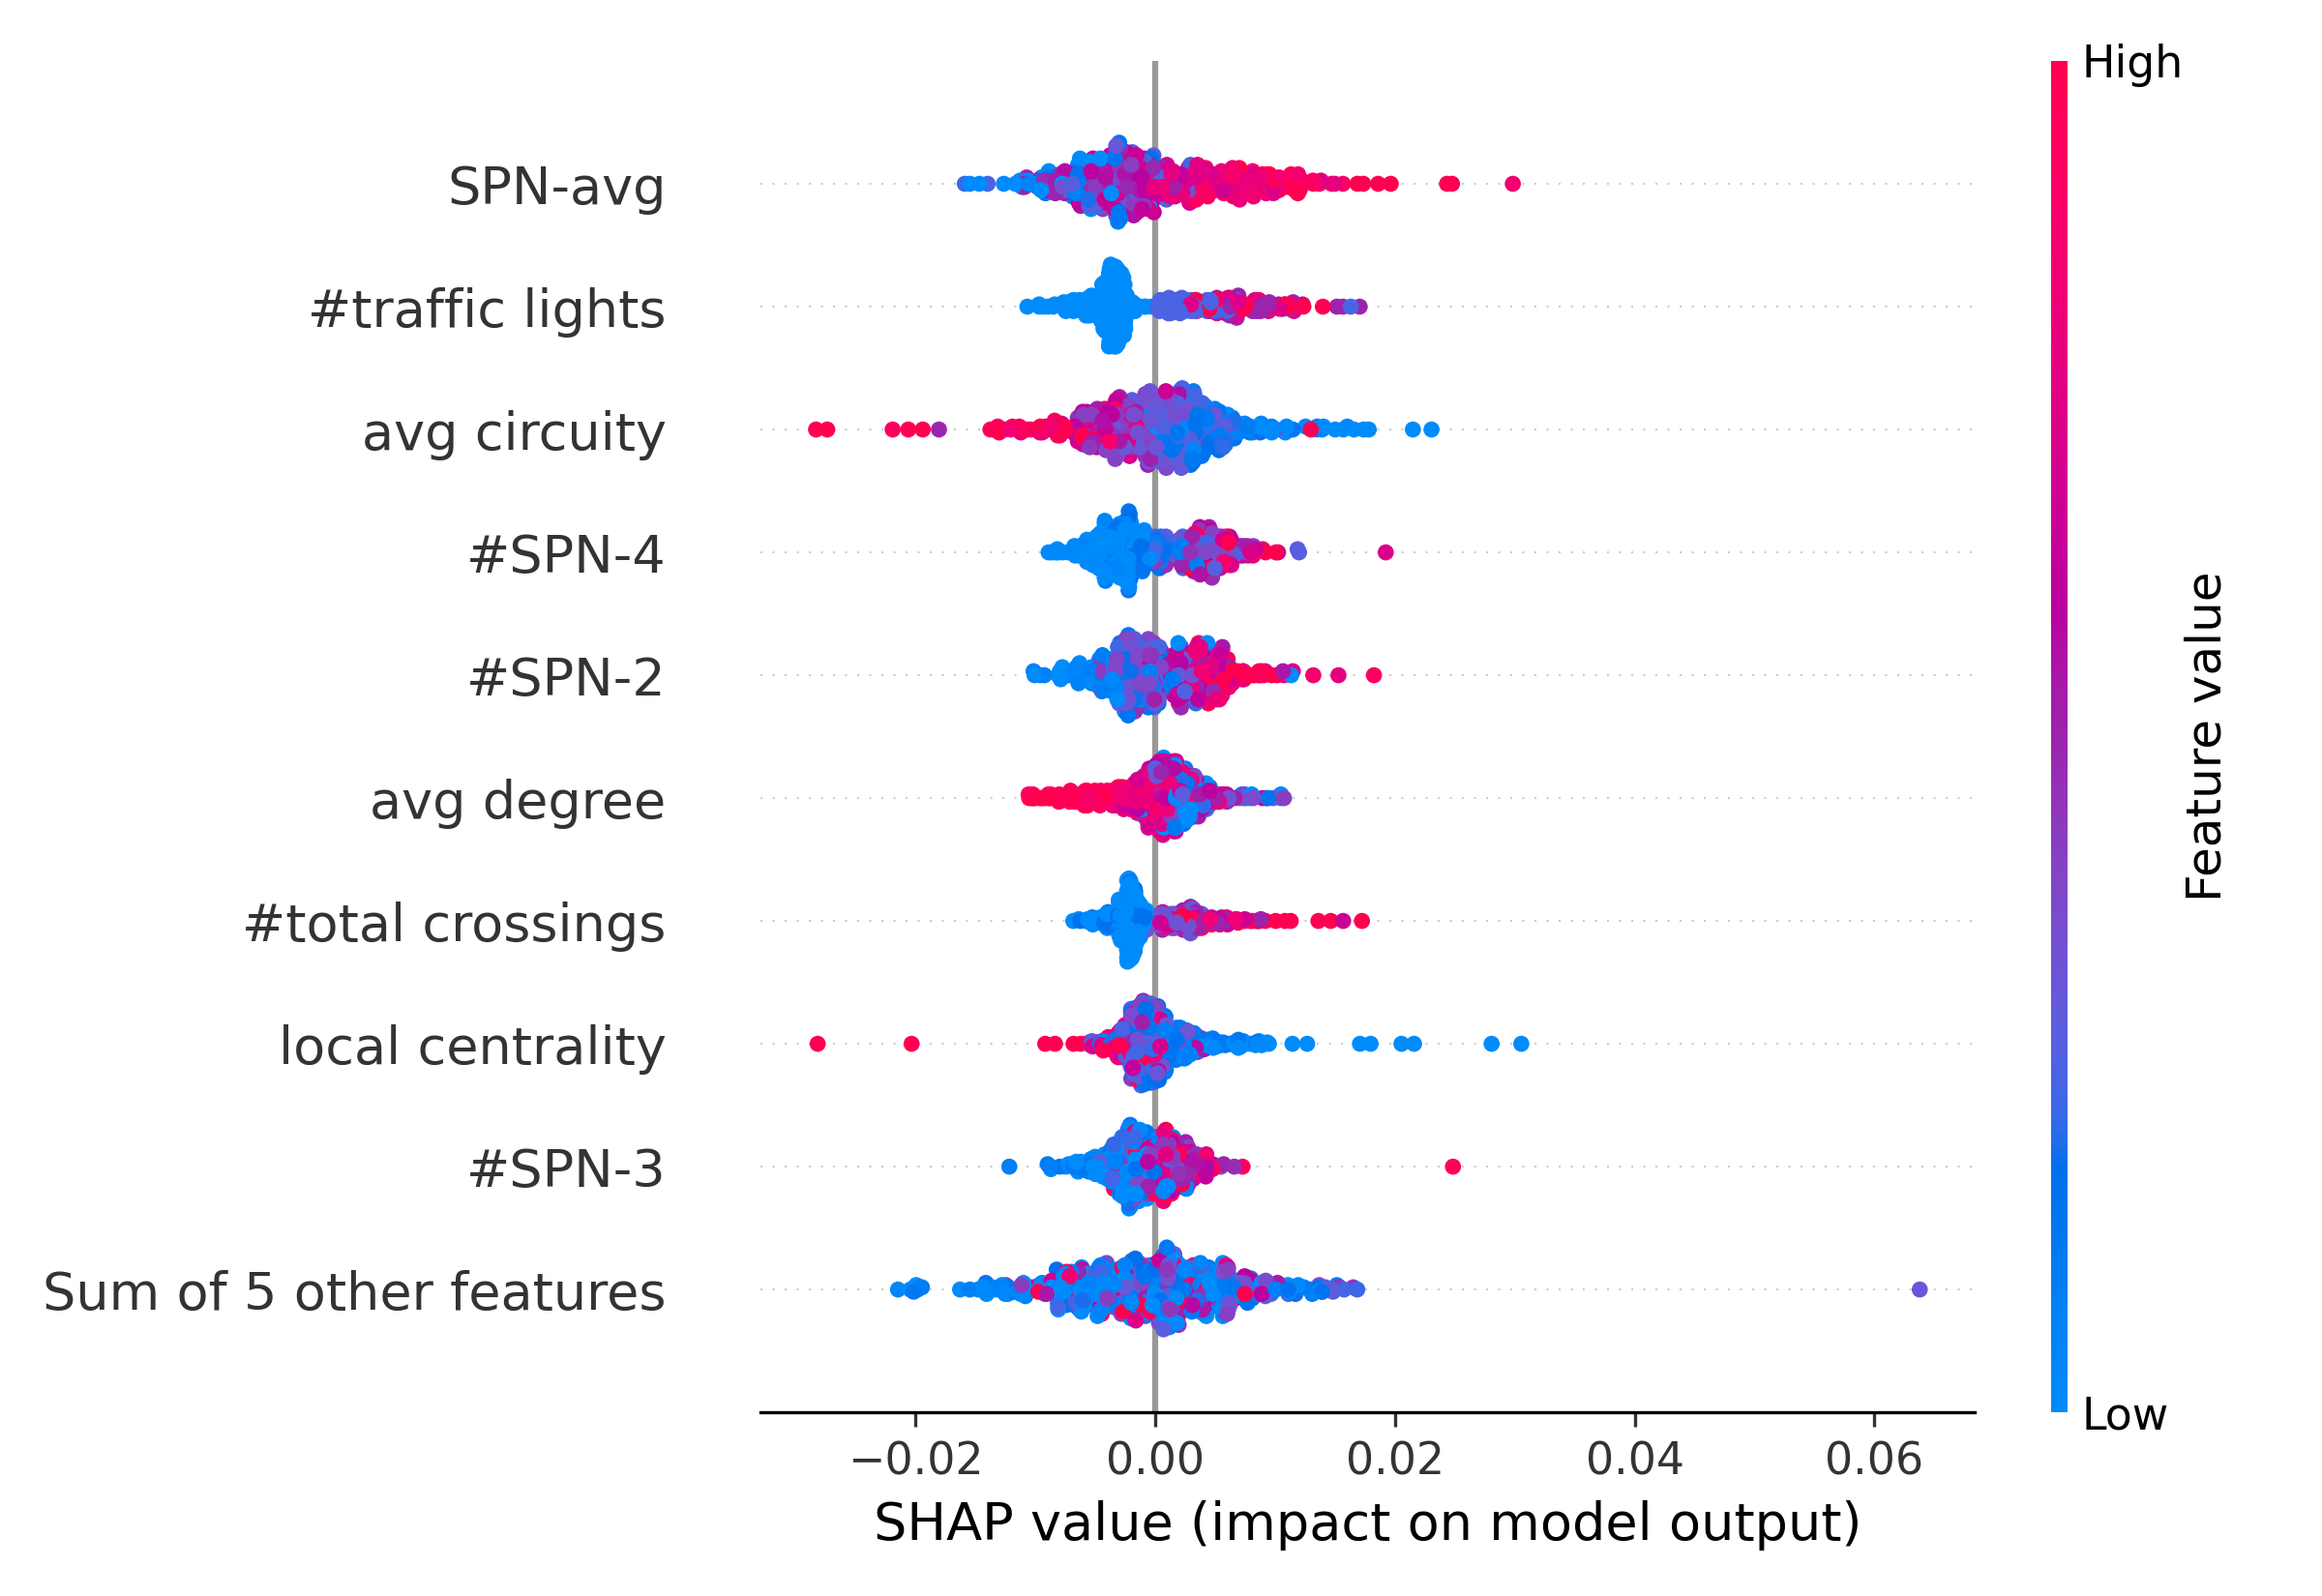 High
SPN-avg
#traffic lights
avg circuity
#SPN-4
#SPN-2
avg degree
#total crossings
local centrality
#SPN-3
Sum of 5 other features
Feature value
Low
−0.02 0.00 0.02 0.04 0.06
SHAP value (impact on model output)